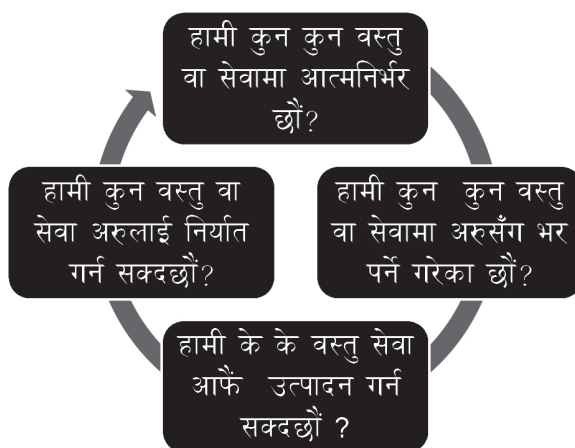 हामी कुन कुन वस्तु
वा सेवामा आत्मनिर्भर
छौं?
हामी कुन कुन वस्तु
वा सेवामा अरुसँग भर
पर्ने गरेका छौं?
हामी के के वस्तु सेवा
आफैं उत्पादन गर्न
सक्दछौं ?
हामी कुन वस्तु वा
सेवा अरुलाई निर्यात
गर्न सक्दछौं?